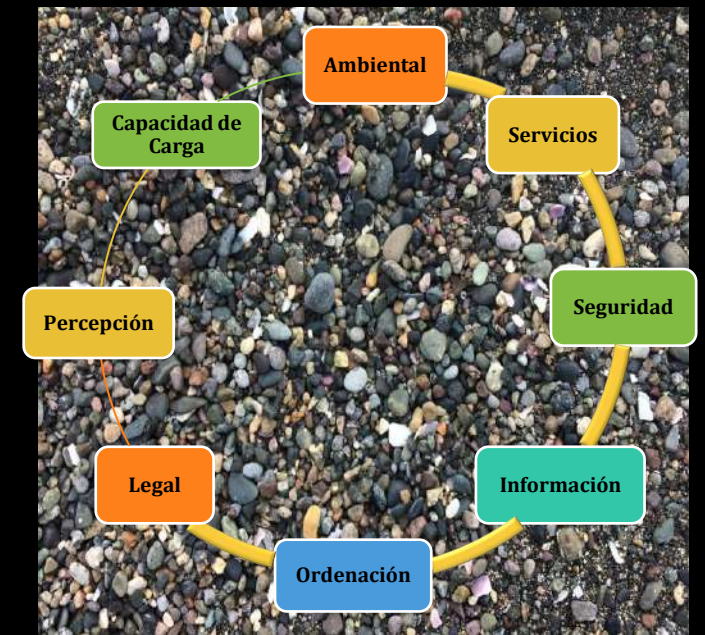 Ambiental
Servicios
Seguridad
Información
Ordenación
Legal
Percepción
Capacidad de
Carga